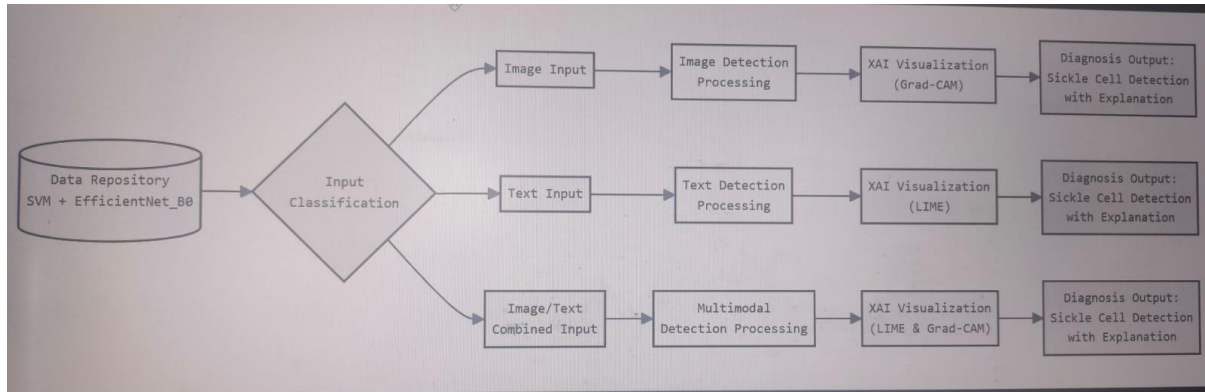 Image Input
Image Detection
Processing
XAI Visualization
(Grad-CAM)
Diagnosis Output:
Sickle Cell Detection
with Explanation
Data Repository
SVM + EfficientNet_B0
Input
Classification
Text Input
Text Detection
Processing
XAI Visualization
(LIME)
Diagnosis Output:
Sickle Cell Detection
with Explanation
Image/Text
Combined Input
Multimodal
Detection Processing
XAI Visualization
(LIME & Grad-CAM)
Diagnosis Output:
Sickle Cell Detection
with Explanation